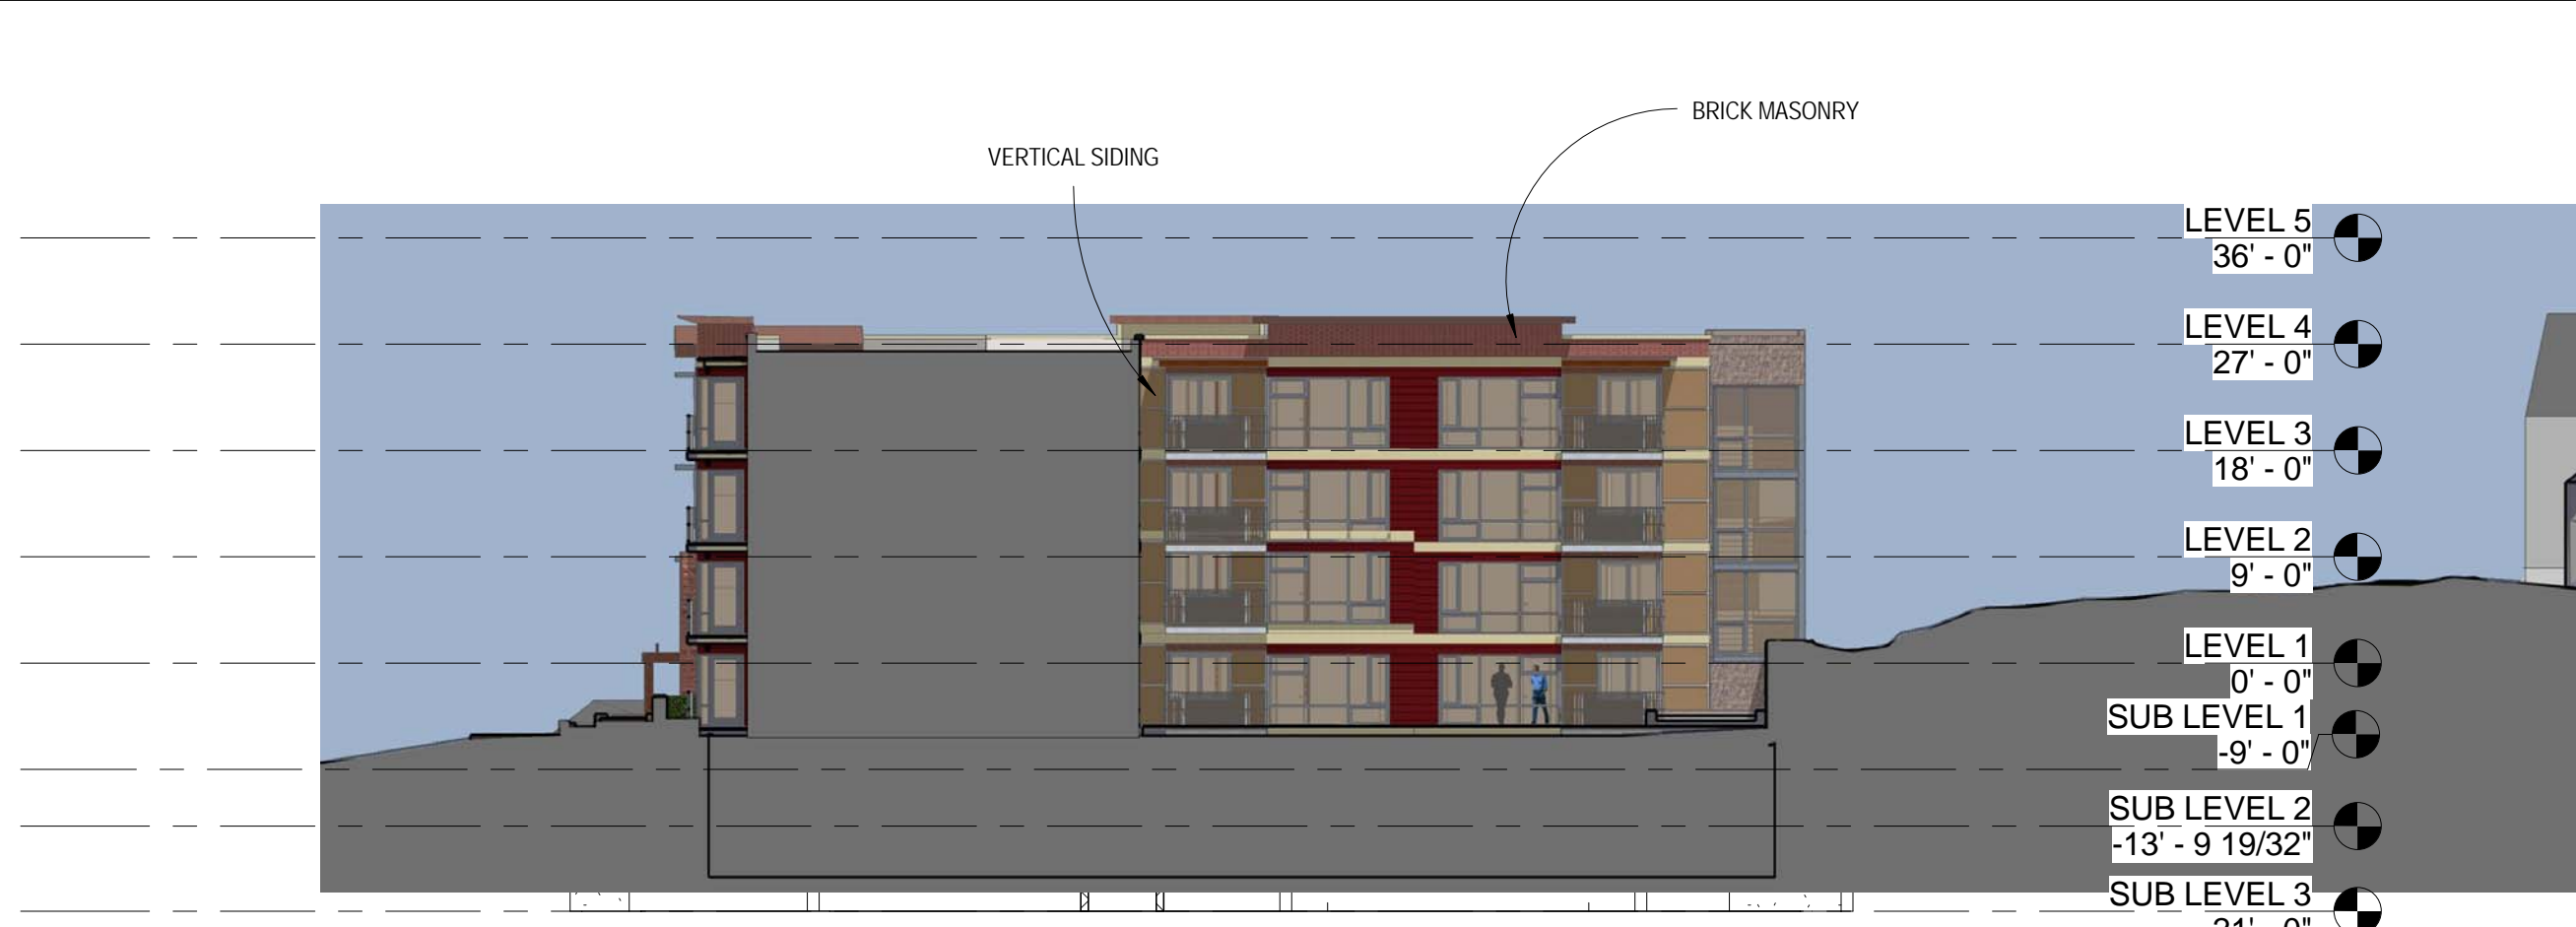 BRICK MASONRY
VERTICAL SIDING
LEVEL 5
36' - 0"
LEVEL 4
27' - 0"
LEVEL 3
18' - 0"
LEVEL 2
9' - 0"
LEVEL 1
0' - 0"
SUB LEVEL 1
-9' - 0"
SUB LEVEL 2
-13' - 9 19/32"
SUB LEVEL 3